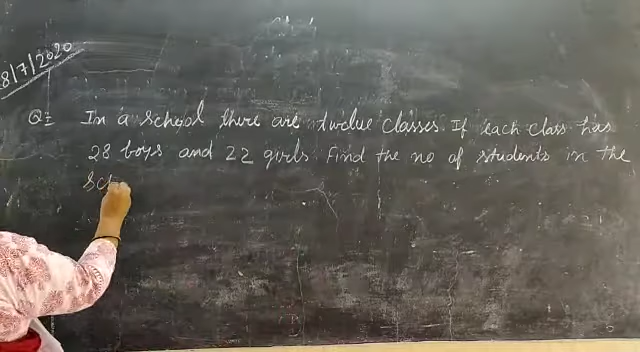 8/7/2020
Q:- In a school there are twelve classes. If each class has
28 boys and 22 girls. Find the no of students in the
sc